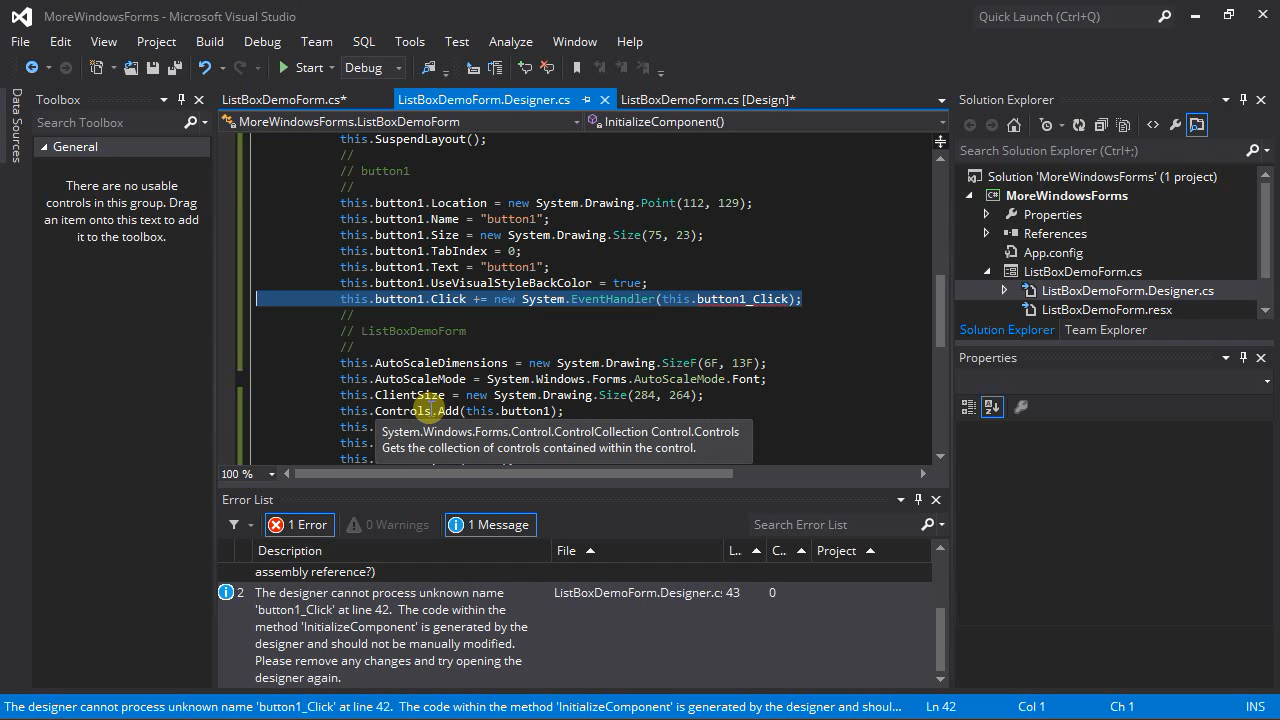 MoreWindowsForms - Microsoft Visual Studio
Quick Launch (Ctrl+Q)
File Edit View Project Build Debug Team SQL Tools Test Analyze Window Help
Start Debug
Data Sources
Toolbox
Search Toolbox
General
There are no usable
controls in this group. Drag
an item onto this text to add
it to the toolbox.
ListBoxDemoForm.cs* ListBoxDemoForm.Designer.cs ListBoxDemoForm.cs [Design]*
MoreWindowsForms.ListBoxDemoForm InitializeComponent()
this.SuspendLayout();
//
// button1
//
this.button1.Location = new System.Drawing.Point(112, 129);
this.button1.Name = "button1";
this.button1.Size = new System.Drawing.Size(75, 23);
this.button1.TabIndex = 0;
this.button1.Text = "button1";
this.button1.UseVisualStyleBackColor = true;
this.button1.Click += new System.EventHandler(this.button1_Click);
//
// ListBoxDemoForm
//
this.AutoScaleDimensions = new System.Drawing.SizeF(6F, 13F);
this.AutoScaleMode = System.Windows.Forms.AutoScaleMode.Font;
this.ClientSize = new System.Drawing.Size(284, 264);
this.Controls.Add(this.button1);
this.
this.
this.
System.Windows.Forms.Control.ControlCollection Control.Controls
Gets the collection of controls contained within the control.
100 %
Error List
1 Error 0 Warnings 1 Message Search Error List
Description File L.. C.. Project
assembly reference?)
2 The designer cannot process unknown name ListBoxDemoForm.Designer.cs 43 0
'button1_Click' at line 42. The code within the
method 'InitializeComponent' is generated by the
designer and should not be manually modified.
Please remove any changes and try opening the
designer again.
Solution Explorer
Search Solution Explorer (Ctrl+;)
Solution 'MoreWindowsForms' (1 project)
MoreWindowsForms
Properties
References
App.config
ListBoxDemoForm.cs
ListBoxDemoForm.Designer.cs
ListBoxDemoForm.resx
Solution Explorer Team Explorer
Properties
The designer cannot process unknown name 'button1_Click' at line 42. The code within the method 'InitializeComponent' is generated by the designer and shoul... Ln 42 Col 1 Ch 1 INS